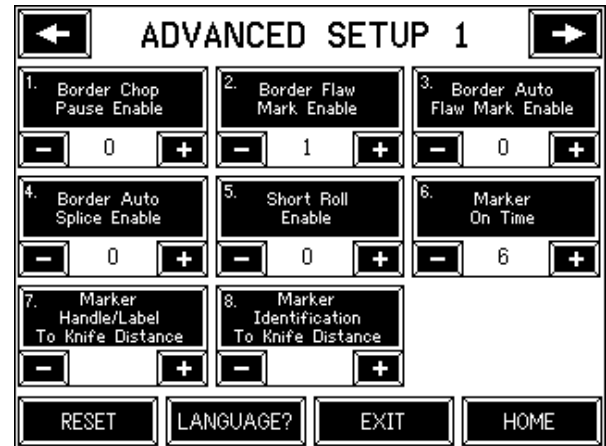 ADVANCED SETUP 1
1. Border Chop
Pause Enable
- 0 +
2. Border Flaw
Mark Enable
- 1 +
3. Border Auto
Flaw Mark Enable
- 0 +
4. Border Auto
Splice Enable
- 0 +
5. Short Roll
Enable
- 0 +
6. Marker
On Time
- 6 +
7. Marker
Handle/Label
To Knife Distance
- +
8. Marker
Identification
To Knife Distance
- +
RESET
LANGUAGE?
EXIT
HOME